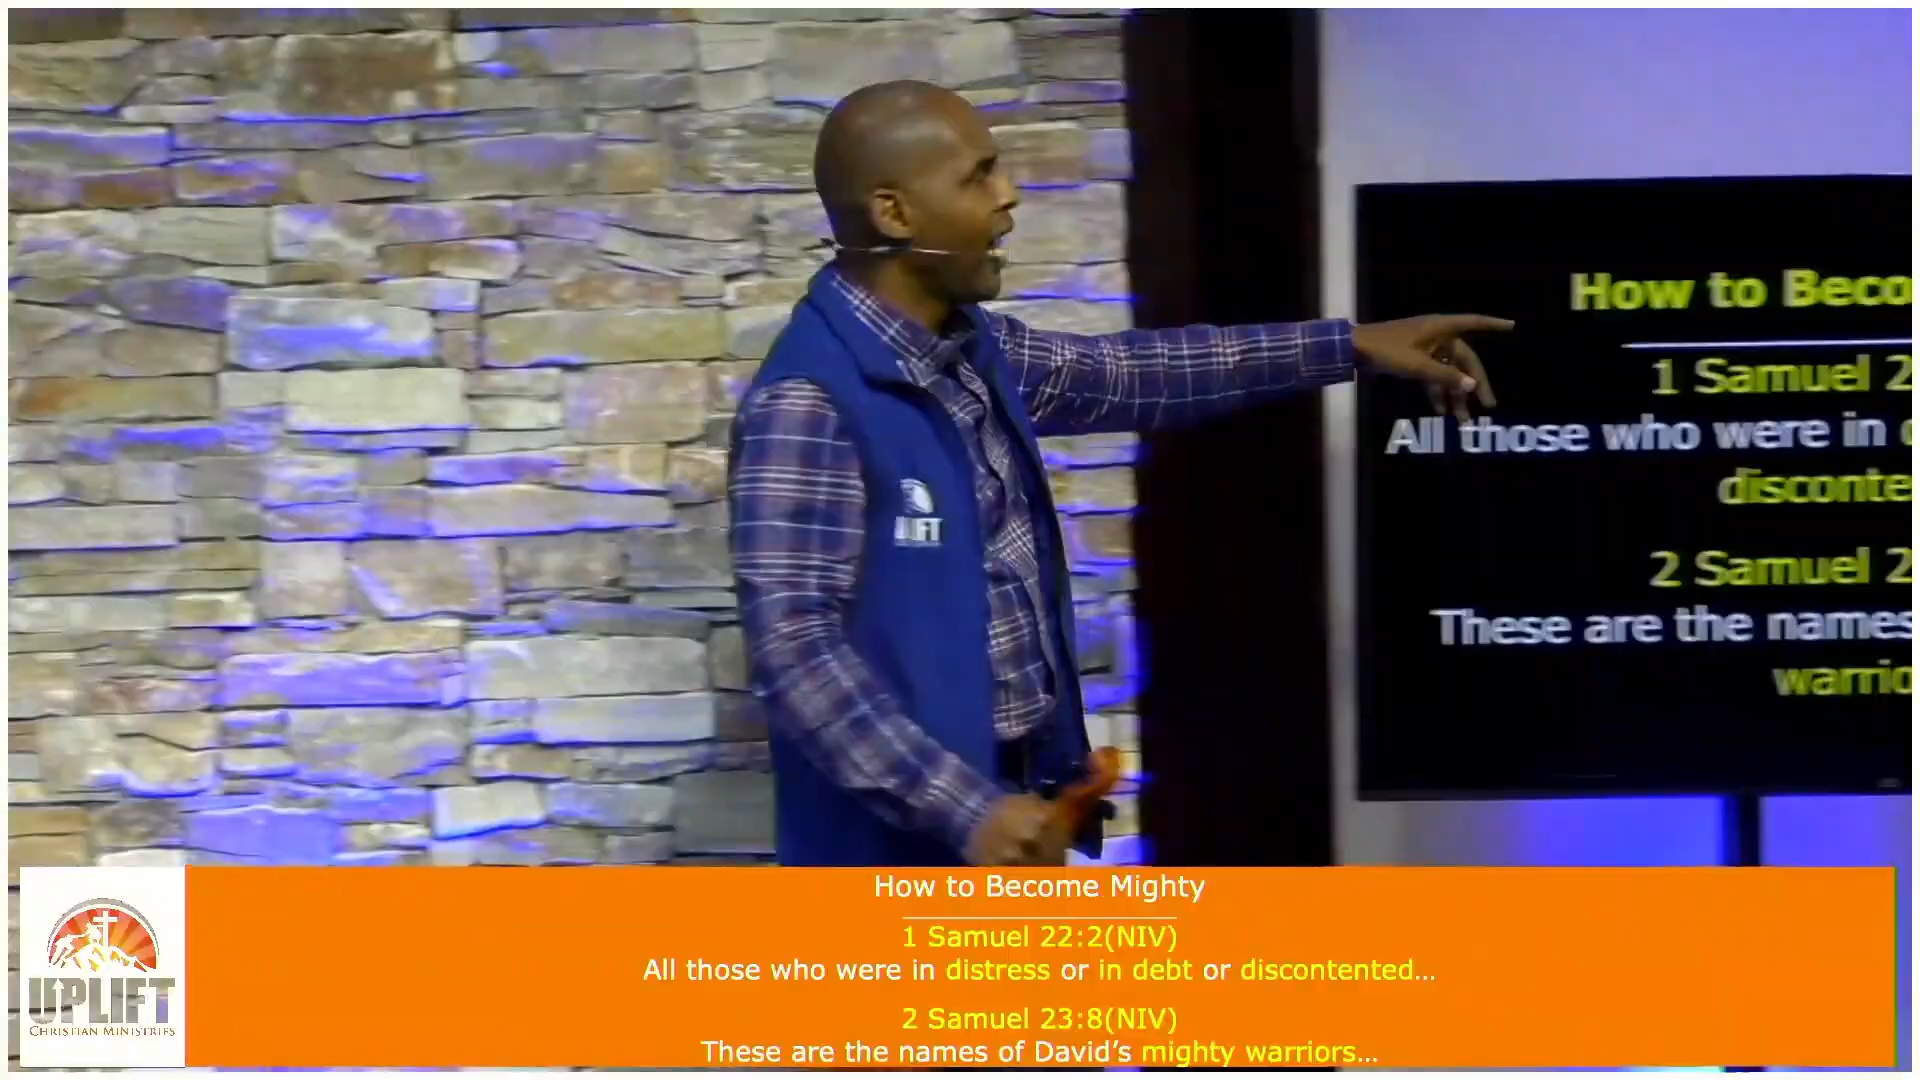 How to Beco
1 Samuel 2
All those who were in
disconte
2 Samuel 2
These are the names
warrio
UPLIFT
How to Become Mighty
1 Samuel 22:2(NIV)
All those who were in distress or in debt or discontented…
2 Samuel 23:8(NIV)
These are the names of David’s mighty warriors…
UPLIFT
CHRISTIAN MINISTRIES